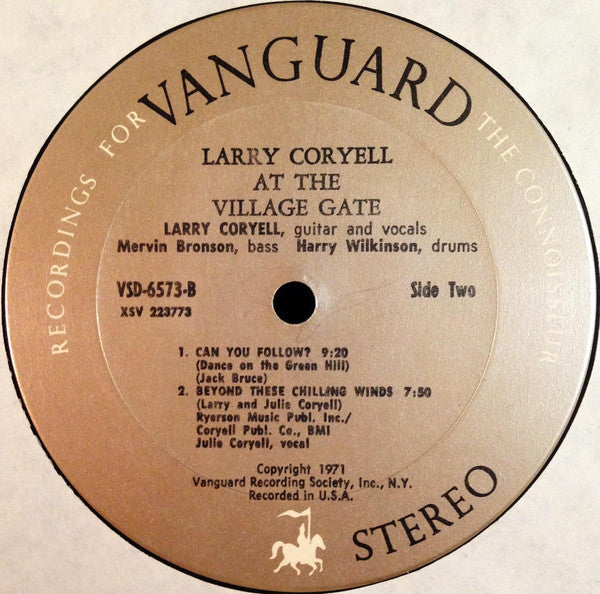 RECORDINGS FOR VANGUARD THE CONNOISSEUR
LARRY CORYELL
AT THE
VILLAGE GATE
LARRY CORYELL, guitar and vocals
Mervin Bronson, bass Harry Wilkinson, drums
VSD-6573-B Side Two
XSV 223773
1. CAN YOU FOLLOW? 9:20
(Dance on the Green Hill)
(Jack Bruce)
2. BEYOND THESE CHILLING WINDS 7:50
(Larry and Julie Coryell)
Ryerson Music Publ. Inc./
Coryell Publ. Co., BMI
Julie Coryell, vocal
Copyright 1971
Vanguard Recording Society, Inc., N.Y.
Recorded in U.S.A.
STEREO